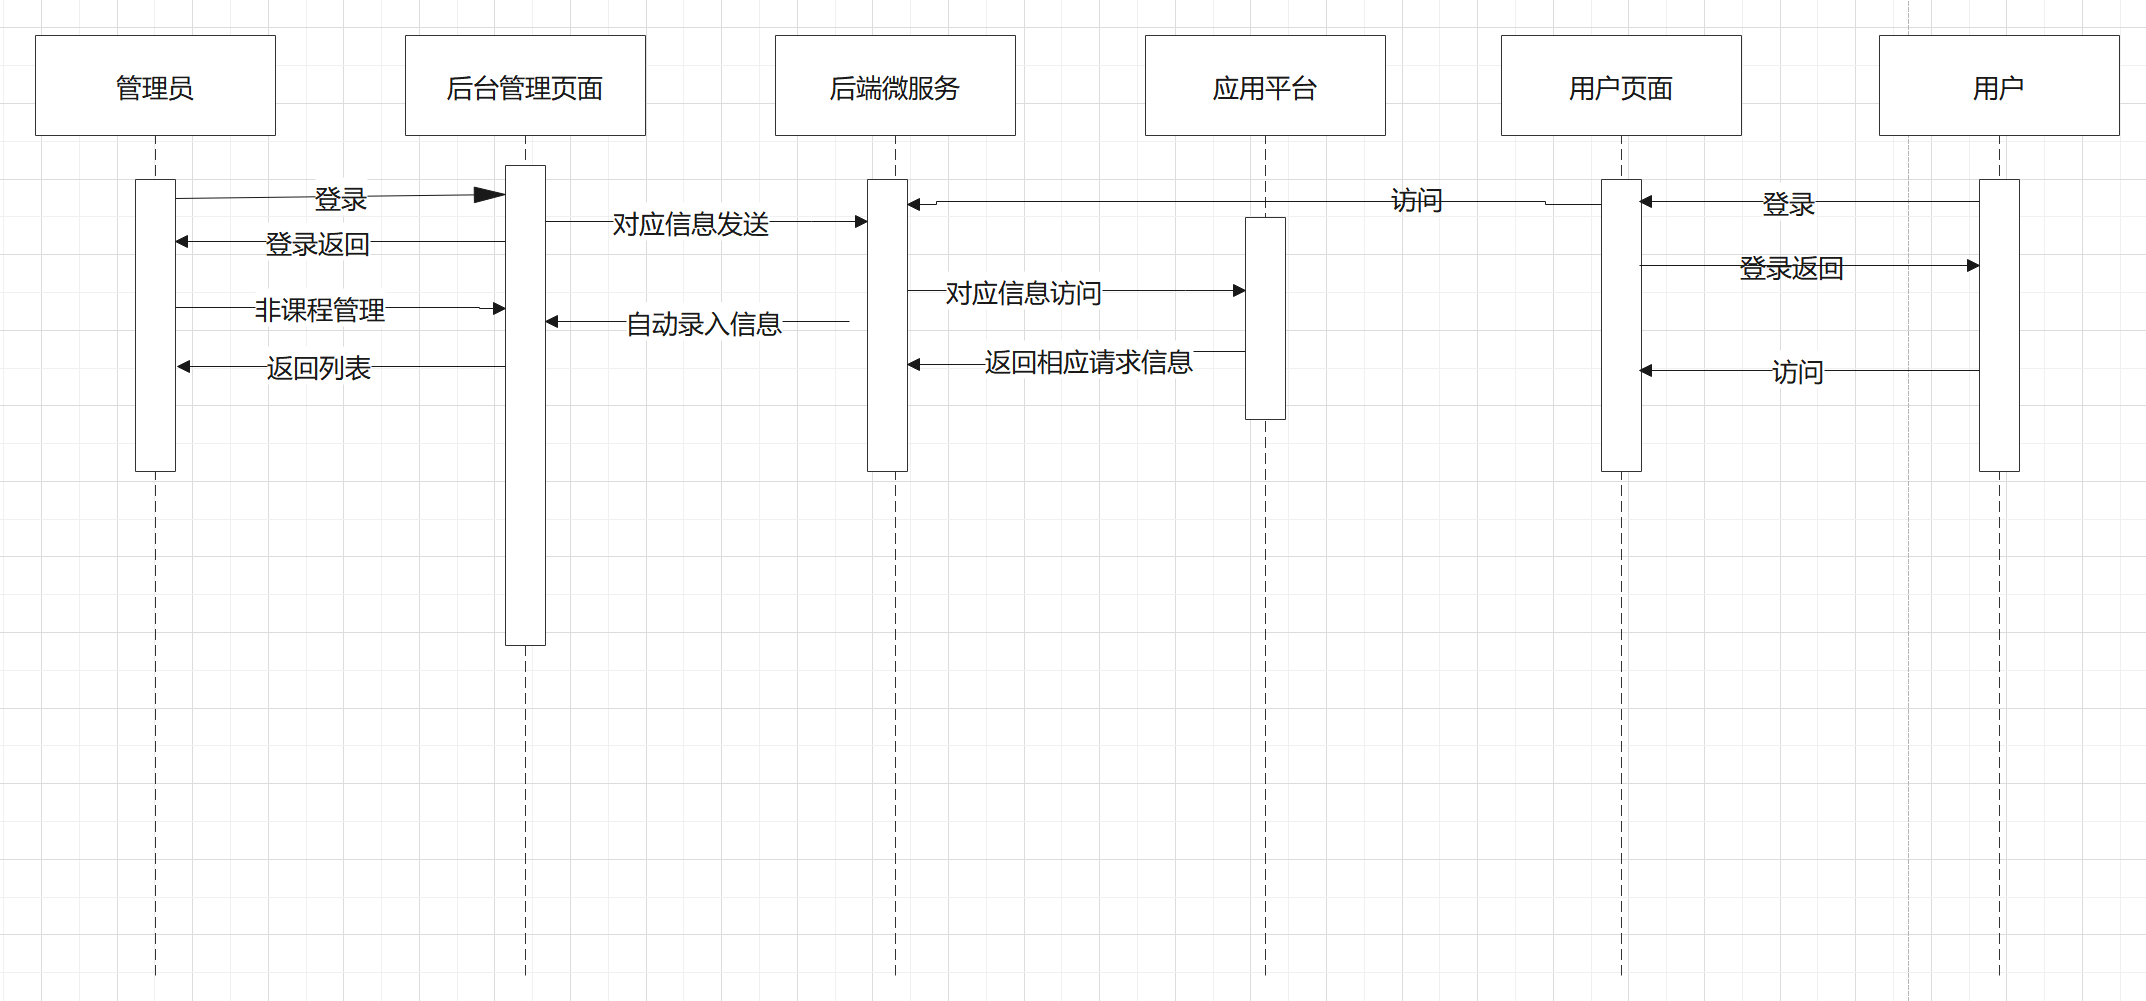 管理员
后台管理页面
后端微服务
应用平台
用户页面
用户
登录
对应信息发送
访问
登录
登录返回
登录返回
非课程管理
对应信息访问
自动录入信息
返回列表
返回相应请求信息
访问